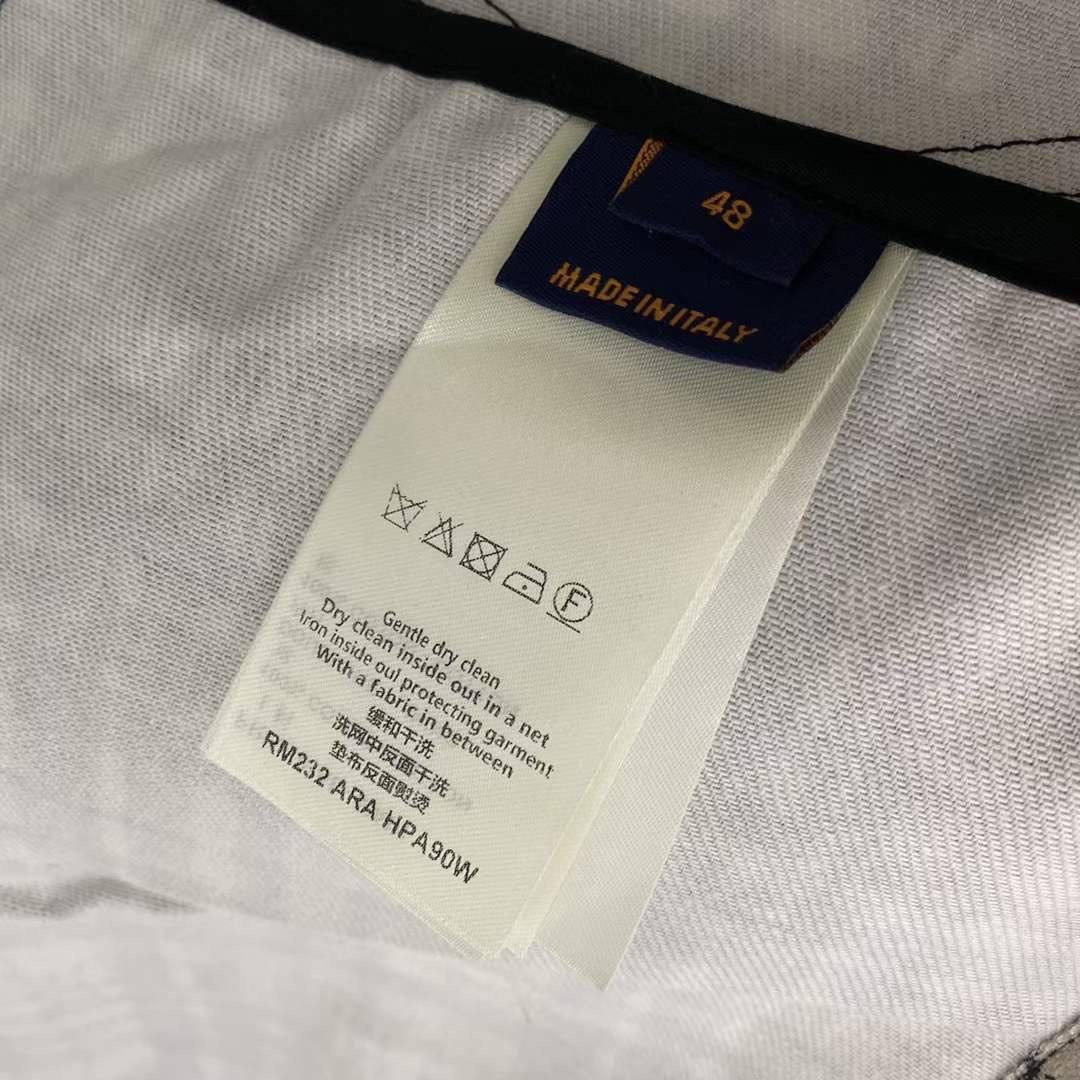 48
MADE IN ITALY
F
Gentle dry clean
Dry clean inside out in a net
Iron inside oul protecting garment
With a fabric in between
缓和干洗
洗网中反面干洗
垫布反面熨烫
RM232 ARA HPA90W